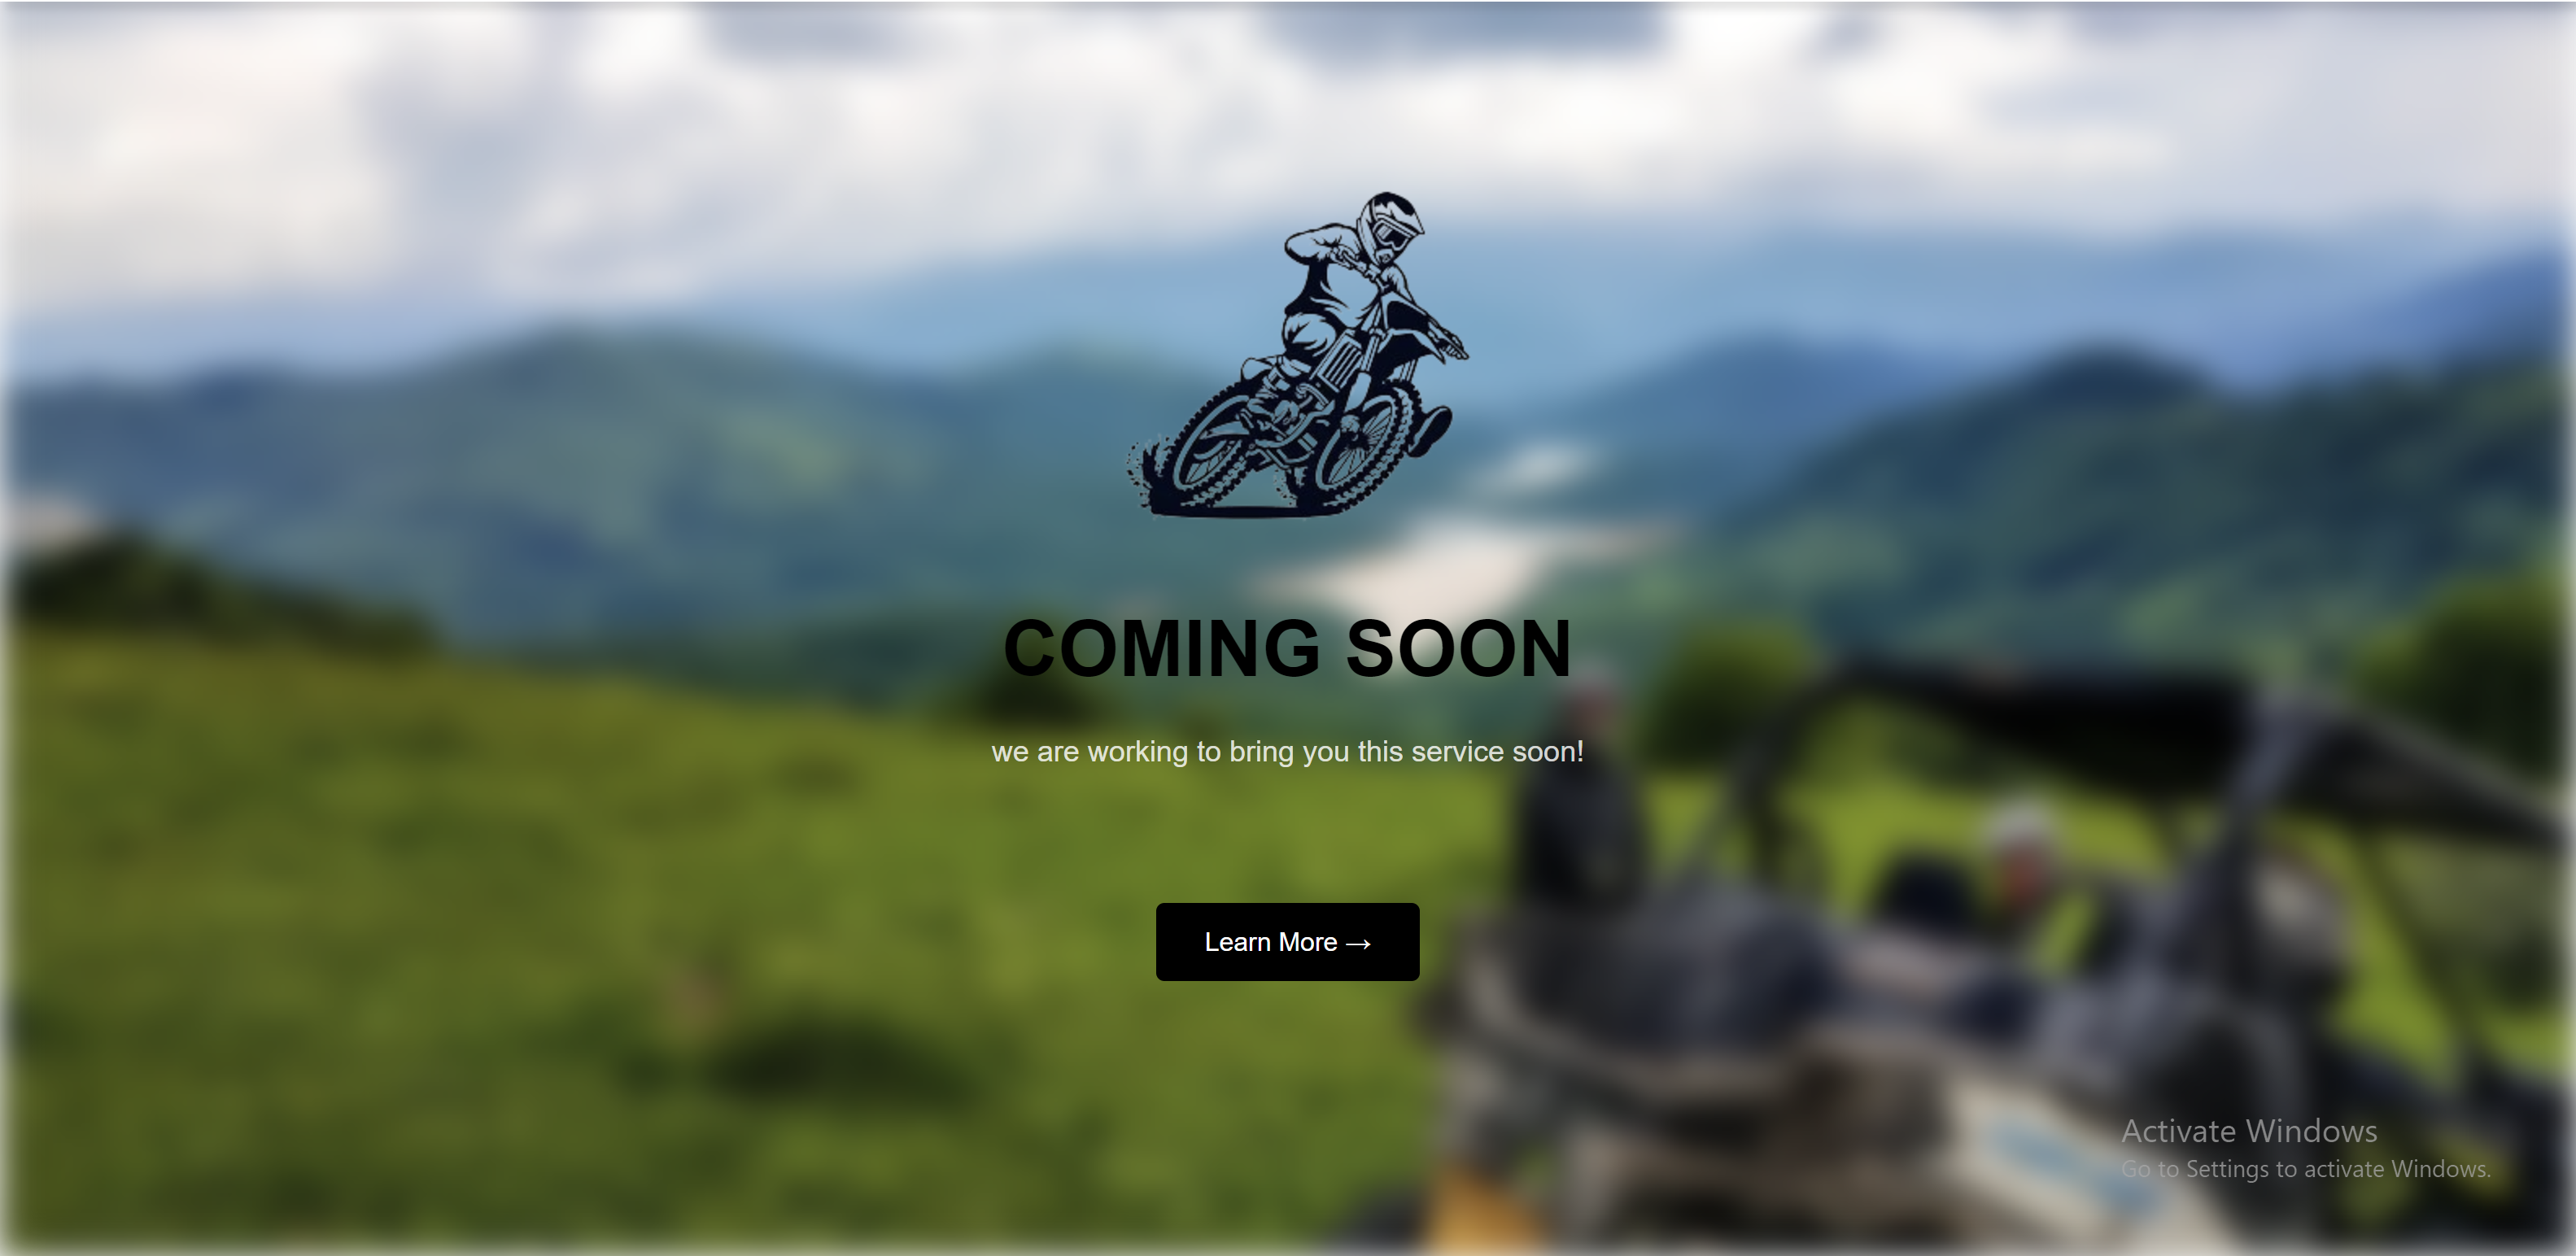 COMING SOON
we are working to bring you this service soon!
Learn More →
Activate Windows
Go to Settings to activate Windows.